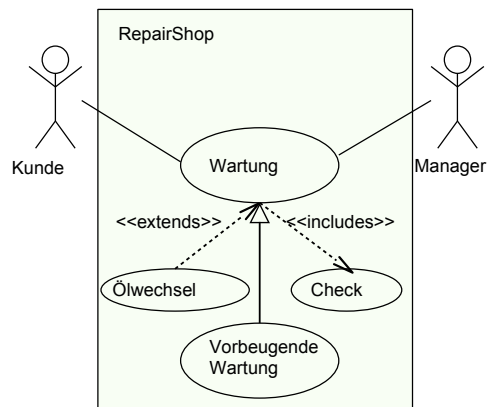 RepairShop
Kunde
Manager
Wartung
<<extends>>
<<includes>>
Ölwechsel
Check
Vorbeugende
Wartung